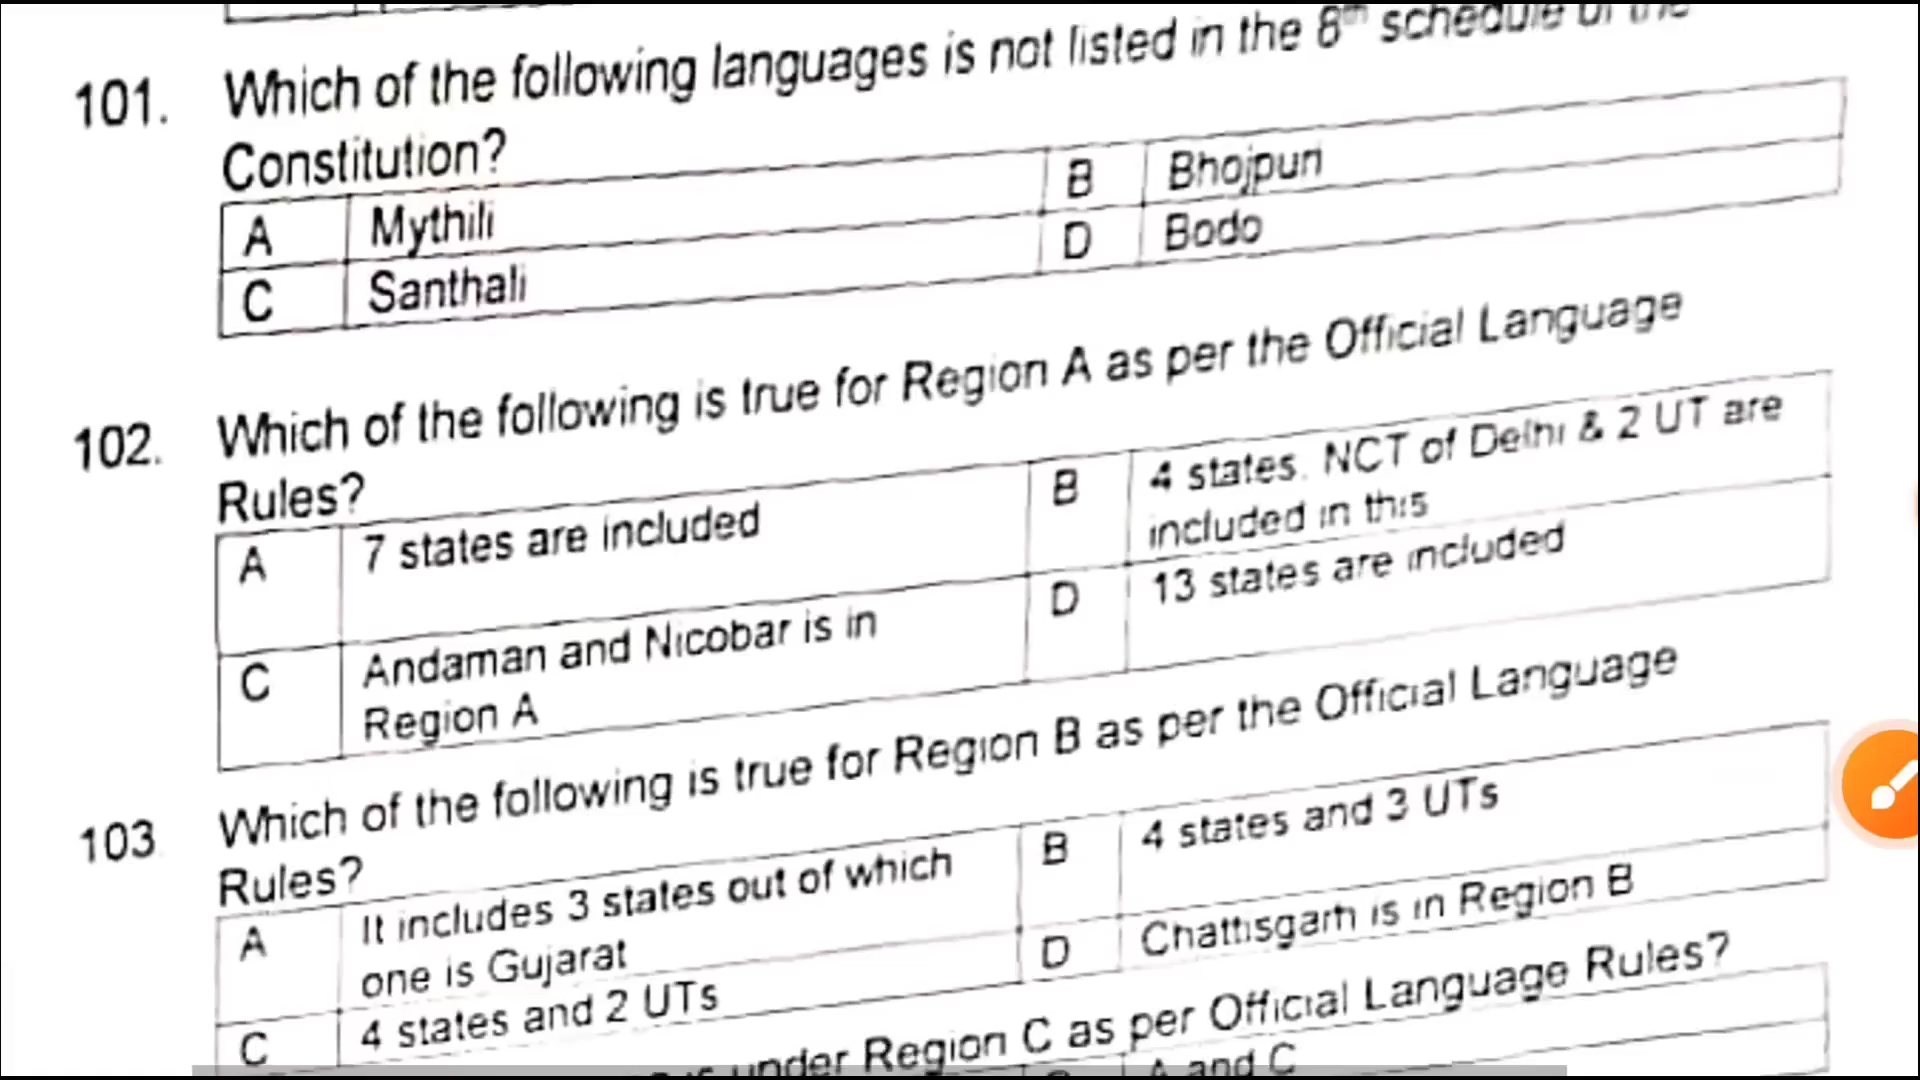 101. Which of the following languages is not listed in the 8th schedule of the
Constitution?
A Mythili B Bhojpuri
C Santhali D Bodo
102. Which of the following is true for Region A as per the Official Language
Rules?
A 7 states are included B 4 states. NCT of Delhi & 2 UT are
included in this
C Andaman and Nicobar is in D 13 states are included
Region A
103 Which of the following is true for Region B as per the Official Language
Rules?
A It includes 3 states out of which B 4 states and 3 UTs
one is Gujarat
C 4 states and 2 UTs D Chattisgarh is in Region B
under Region C as per Official Language Rules?
A and C